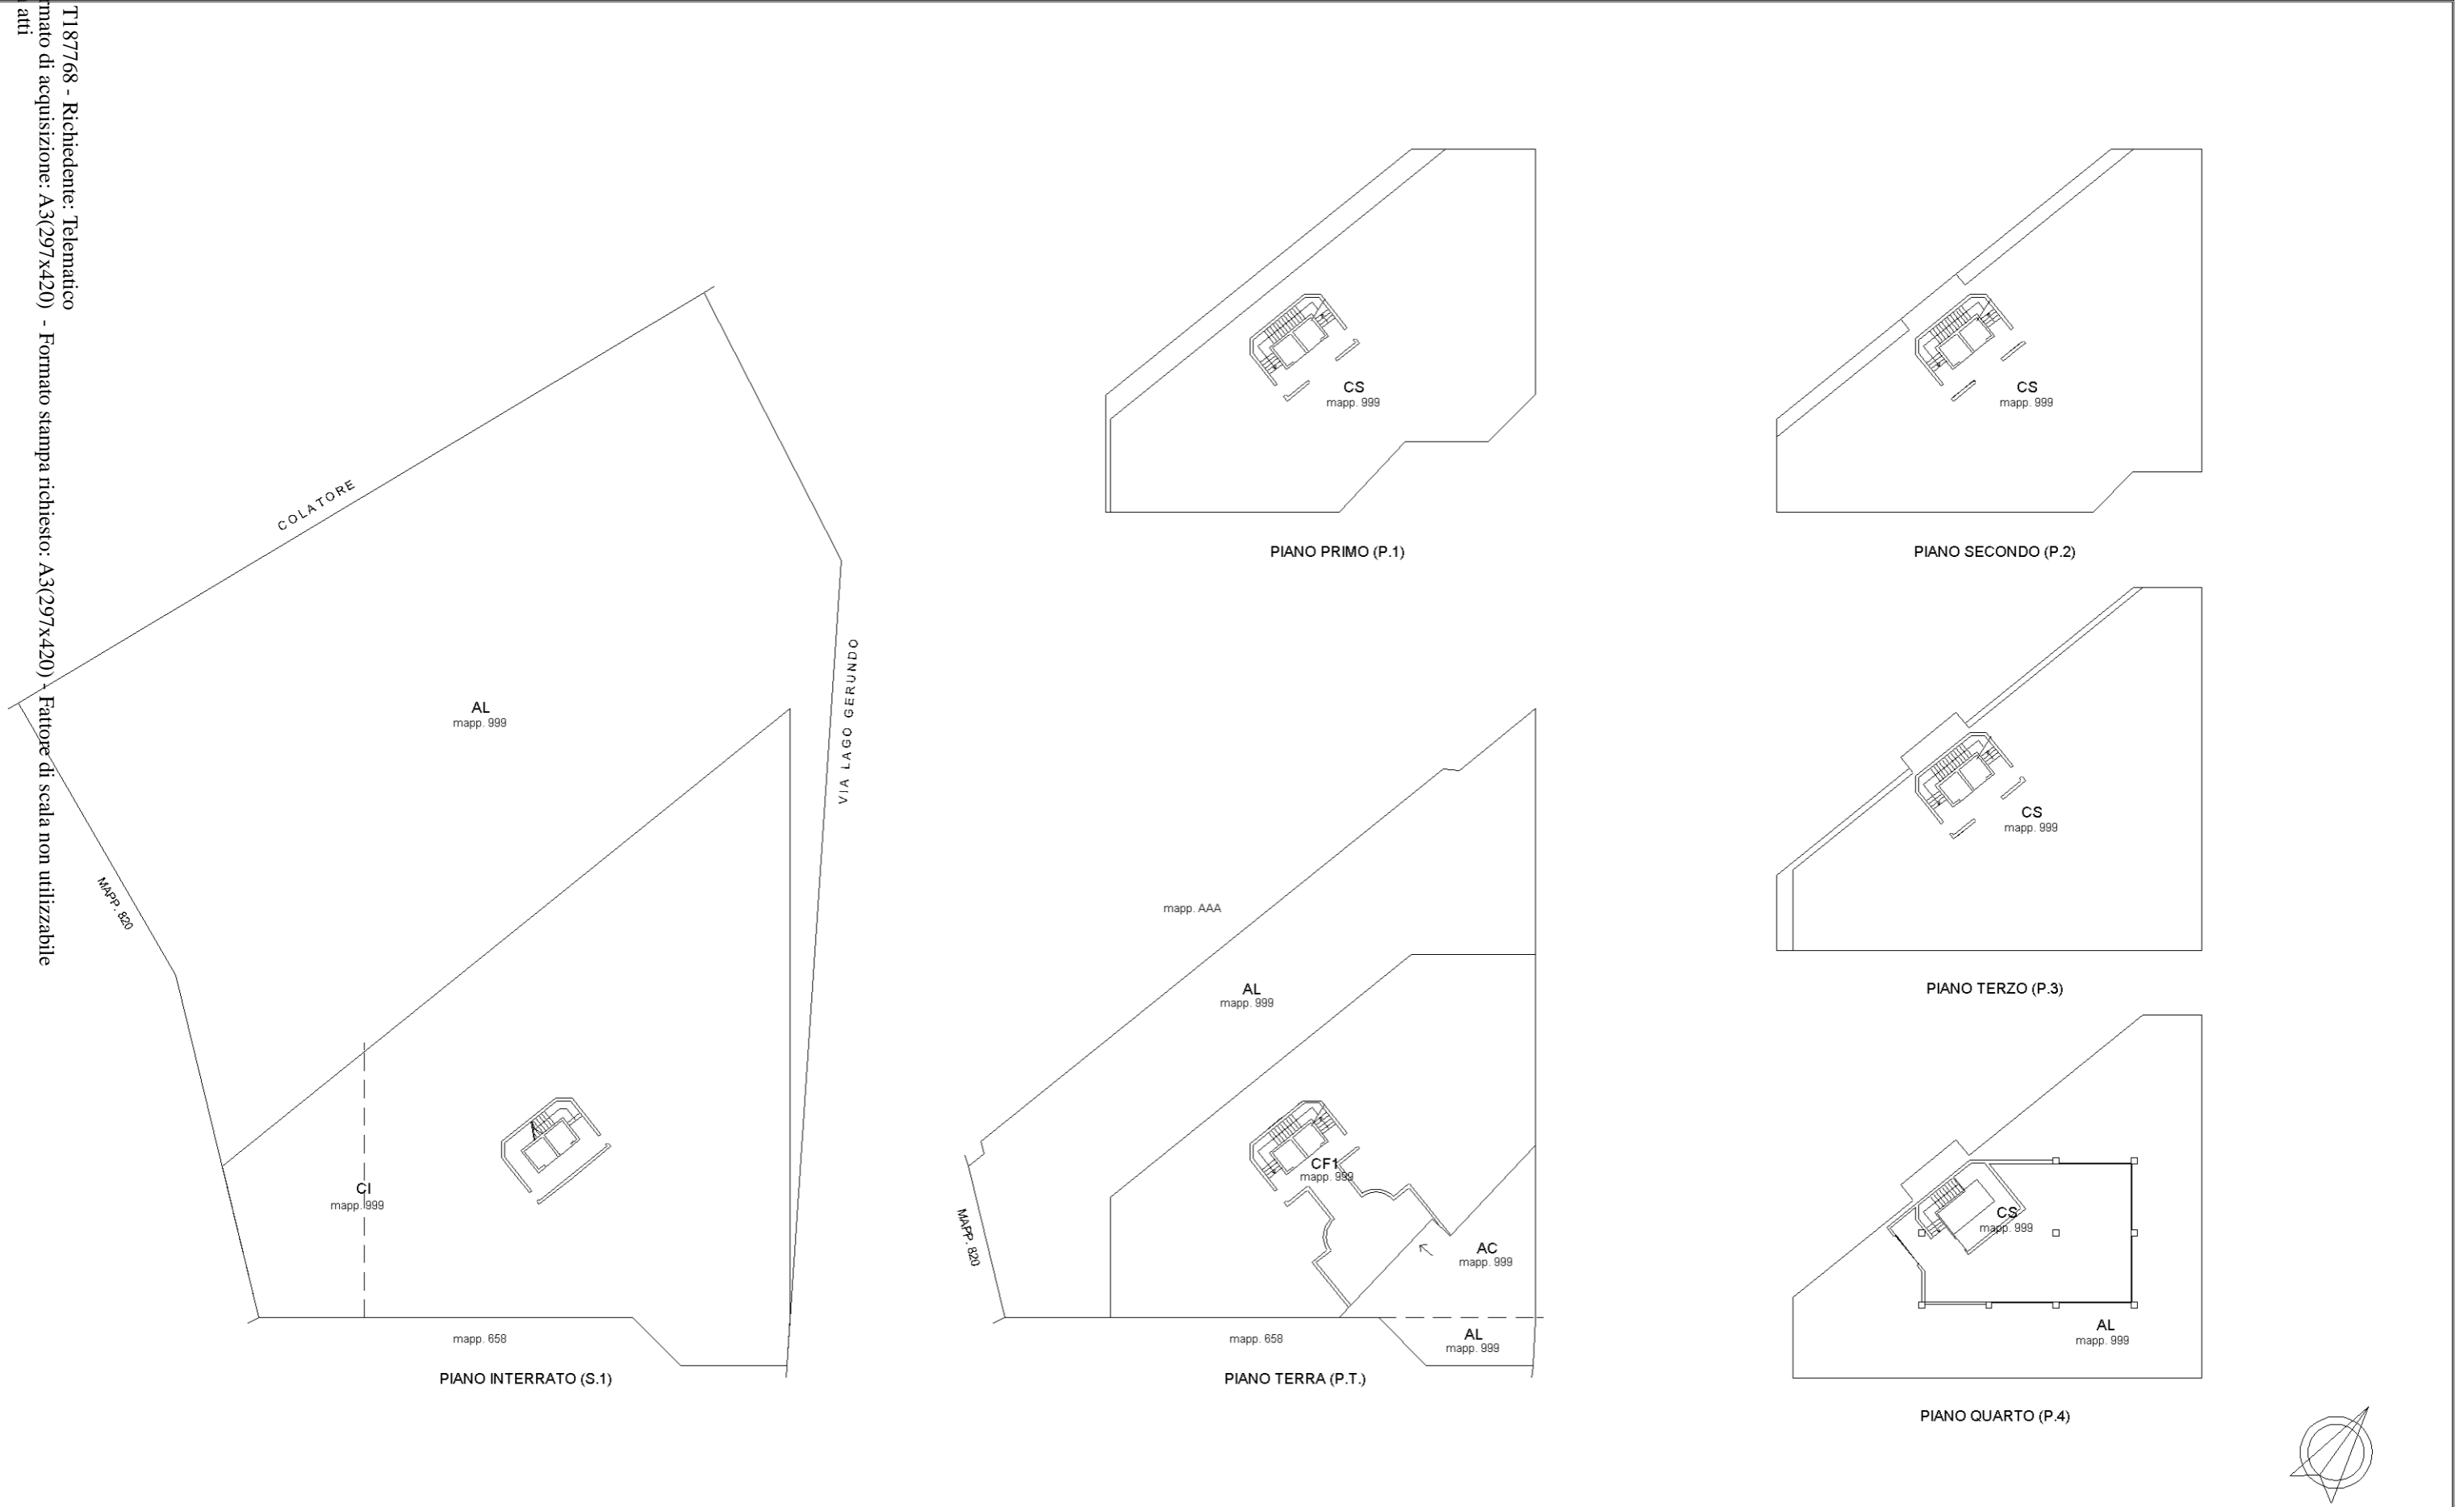 T187768 - Richiedente: Telematico
rmato di acquisizione: A3(297x420) - Formato stampa richiesto: A3(297x420) - Fattore di scala non utilizzabile
atti
COLATORE
AL
mapp. 999
VIA LAGO GERUNDO
MAPP. 820
CI
mapp. 999
mapp. 658
PIANO INTERRATO (S.1)
CS
mapp. 999
PIANO PRIMO (P.1)
CS
mapp. 999
PIANO SECONDO (P.2)
mapp. AAA
AL
mapp. 999
CF1
mapp. 999
MAPP. 820
AC
mapp. 999
mapp. 658
AL
mapp. 999
PIANO TERRA (P.T.)
CS
mapp. 999
PIANO TERZO (P.3)
CS
mapp. 999
AL
mapp. 999
PIANO QUARTO (P.4)